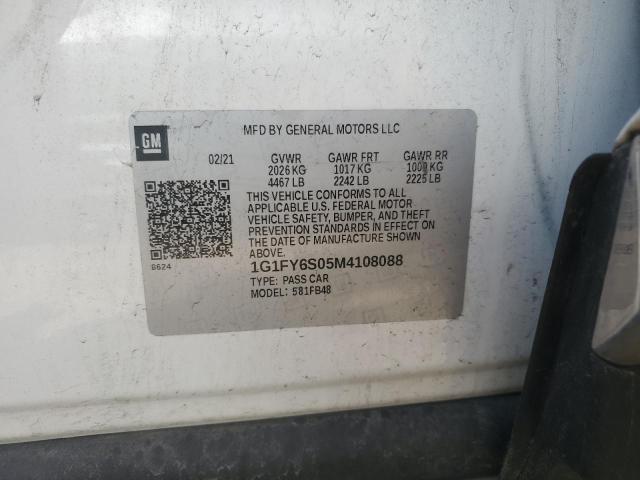 MFD BY GENERAL MOTORS LLC
GM
02/21 GVWR GAWR FRT GAWR RR
2026 KG 1017 KG 1009 KG
4467 LB 2242 LB 2225 LB
THIS VEHICLE CONFORMS TO ALL
APPLICABLE U.S. FEDERAL MOTOR
VEHICLE SAFETY, BUMPER, AND THEFT
PREVENTION STANDARDS IN EFFECT ON
THE DATE OF MANUFACTURE SHOWN
ABOVE.
8624
1G1FY6S05M4108088
TYPE: PASS CAR
MODEL: 581FB48